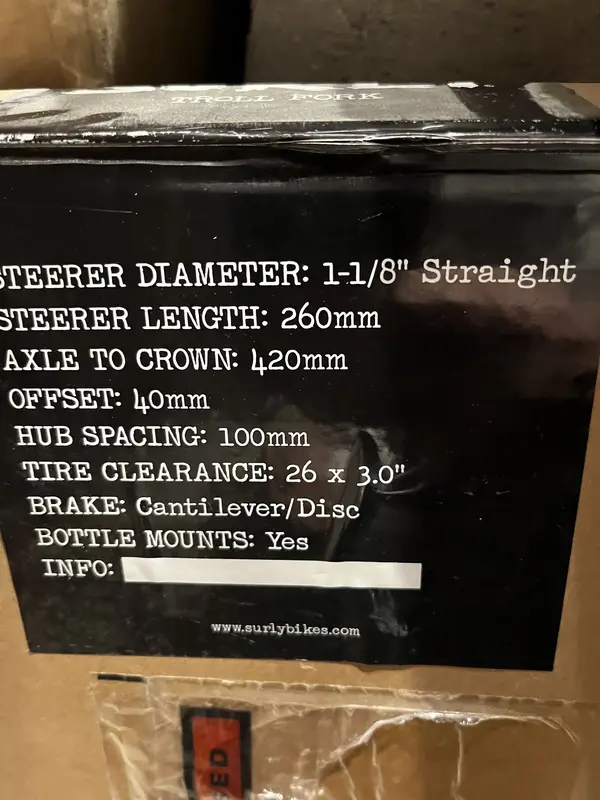 TROLL FORK
STEERER DIAMETER: 1-1/8" Straight
STEERER LENGTH: 260mm
AXLE TO CROWN: 420mm
OFFSET: 40mm
HUB SPACING: 100mm
TIRE CLEARANCE: 26 x 3.0"
BRAKE: Cantilever/Disc
BOTTLE MOUNTS: Yes
INFO:
www.surlybikes.com